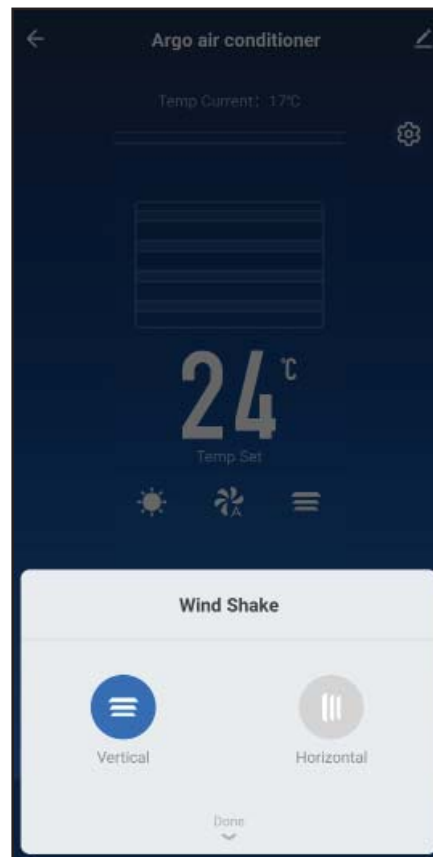 Argo air conditioner
Temp Current: 17°C
24 °C
Temp Set
A
Wind Shake
Vertical Horizontal
Done